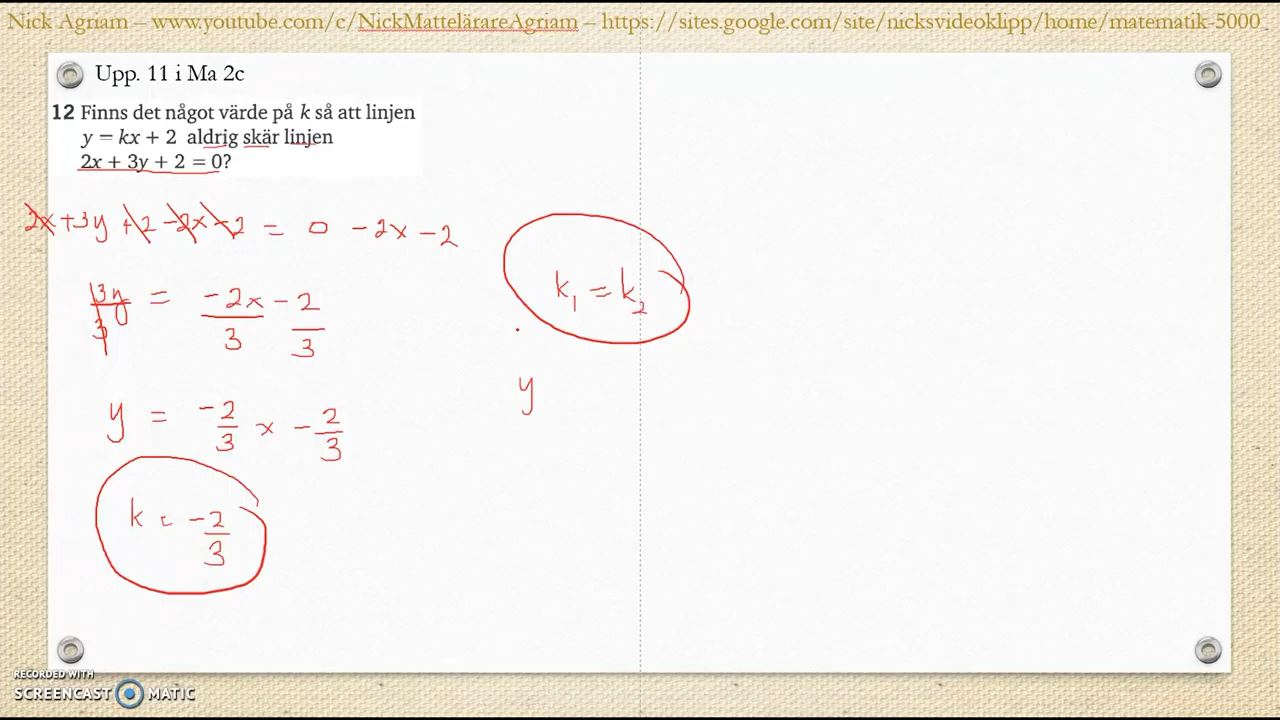 Nick Agriam – www.youtube.com/c/NickMattelärareAgriam – https://sites.google.com/site/nicksvideoklipp/home/matematik-5000
Upp. 11 i Ma 2c
12 Finns det något värde på k så att linjen
y = kx + 2 aldrig skär linjen
2x + 3y + 2 = 0?
2x + 3y + 2 - 2x - 2 = 0 - 2x - 2
3y/3 = -2x/3 - 2/3
y = -2/3 x - 2/3
k = -2/3
k₁ = k₂
y
RECORDED WITH
SCREENCAST MATIC